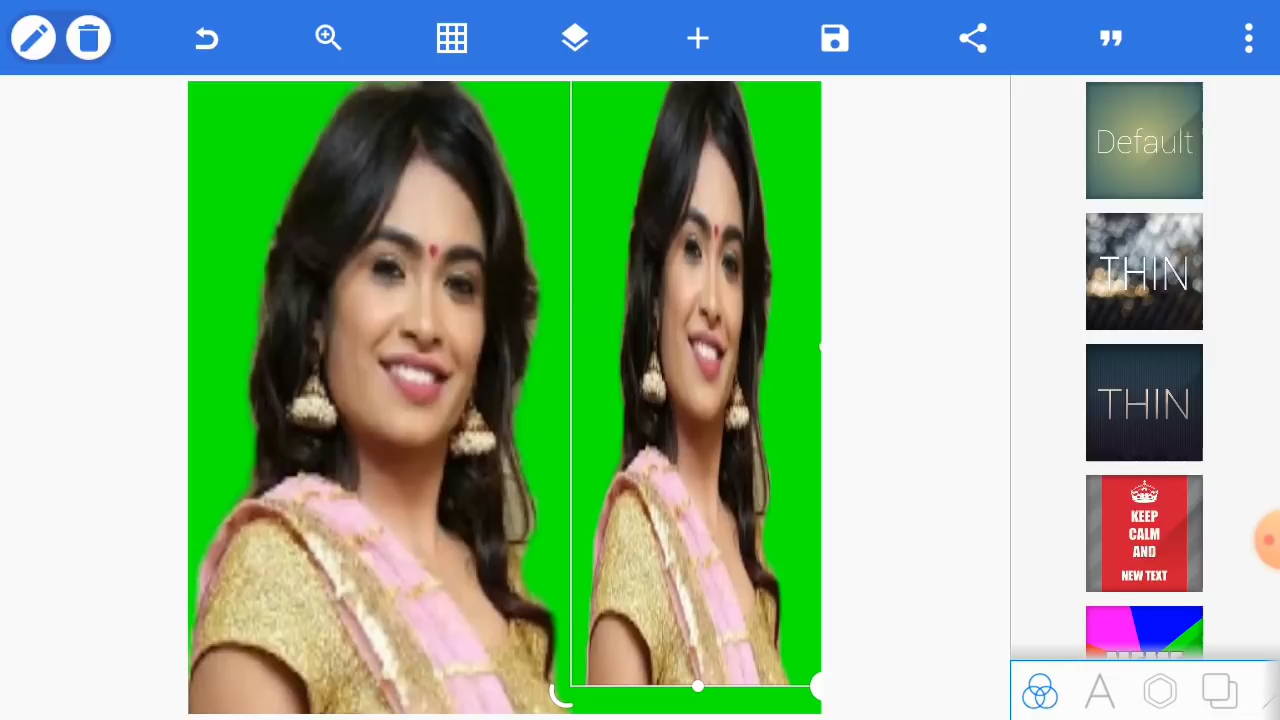 Default
THIN
THIN
KEEP
CALM
AND
NEW TEXT